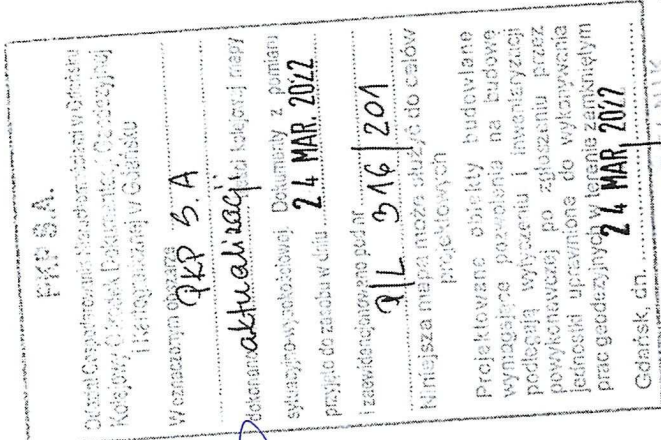 PKP S.A.
Oddział Gospodarowania Nieruchomościami w Gdańsku
Kolejowy Ośrodek Dokumentacji Geodezyjnej
i Kartograficznej w Gdańsku
W oznaczonym obszarze
PKP S.A
dokonano aktualizacji kolejowej mapy
sytuacyjno-wysokościowej. Dokumenty z pomiaru
przyjęto do zasobu w dniu 24 MAR. 2022
i zaewidencjonowano pod nr
316/201
Niniejsza mapa może służyć do celów
projektowych
Projektowane obiekty budowlane
wymagające pozwolenia na budowę
podlegają wytyczeniu i inwentaryzacji
powykonawczej po zgłoszeniu przez
jednostki uprawnione do wykonywania
prac geodezyjnych w terenie zamkniętym
Gdańsk, dn. 24 MAR. 2022